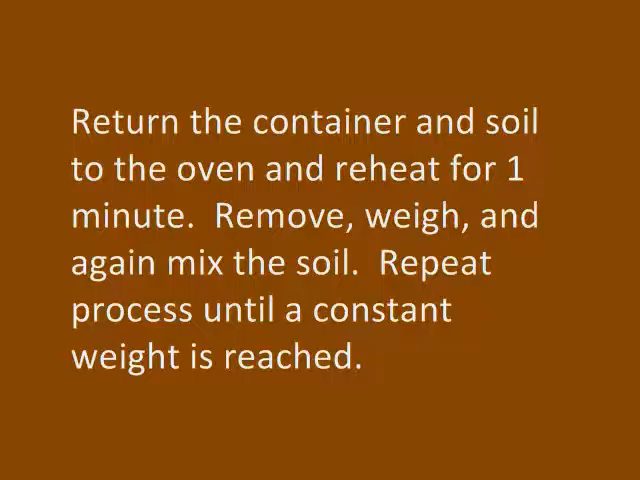 Return the container and soil
to the oven and reheat for 1
minute.  Remove, weigh, and
again mix the soil.  Repeat
process until a constant
weight is reached.